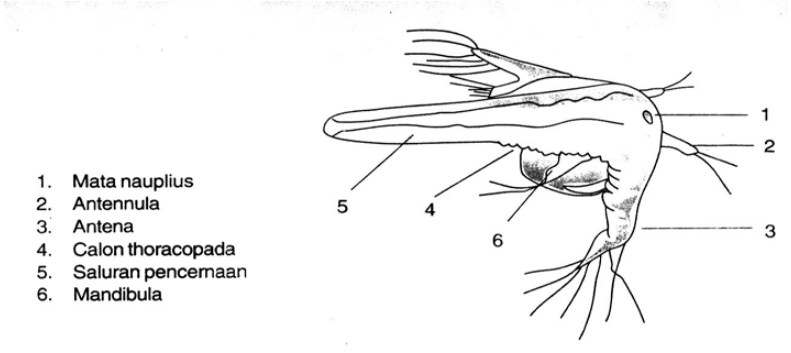 1. Mata nauplius
2. Antennula
3. Antena
4. Calon thoracopada
5. Saluran pencernaan
6. Mandibula
1
2
3
4
5
6